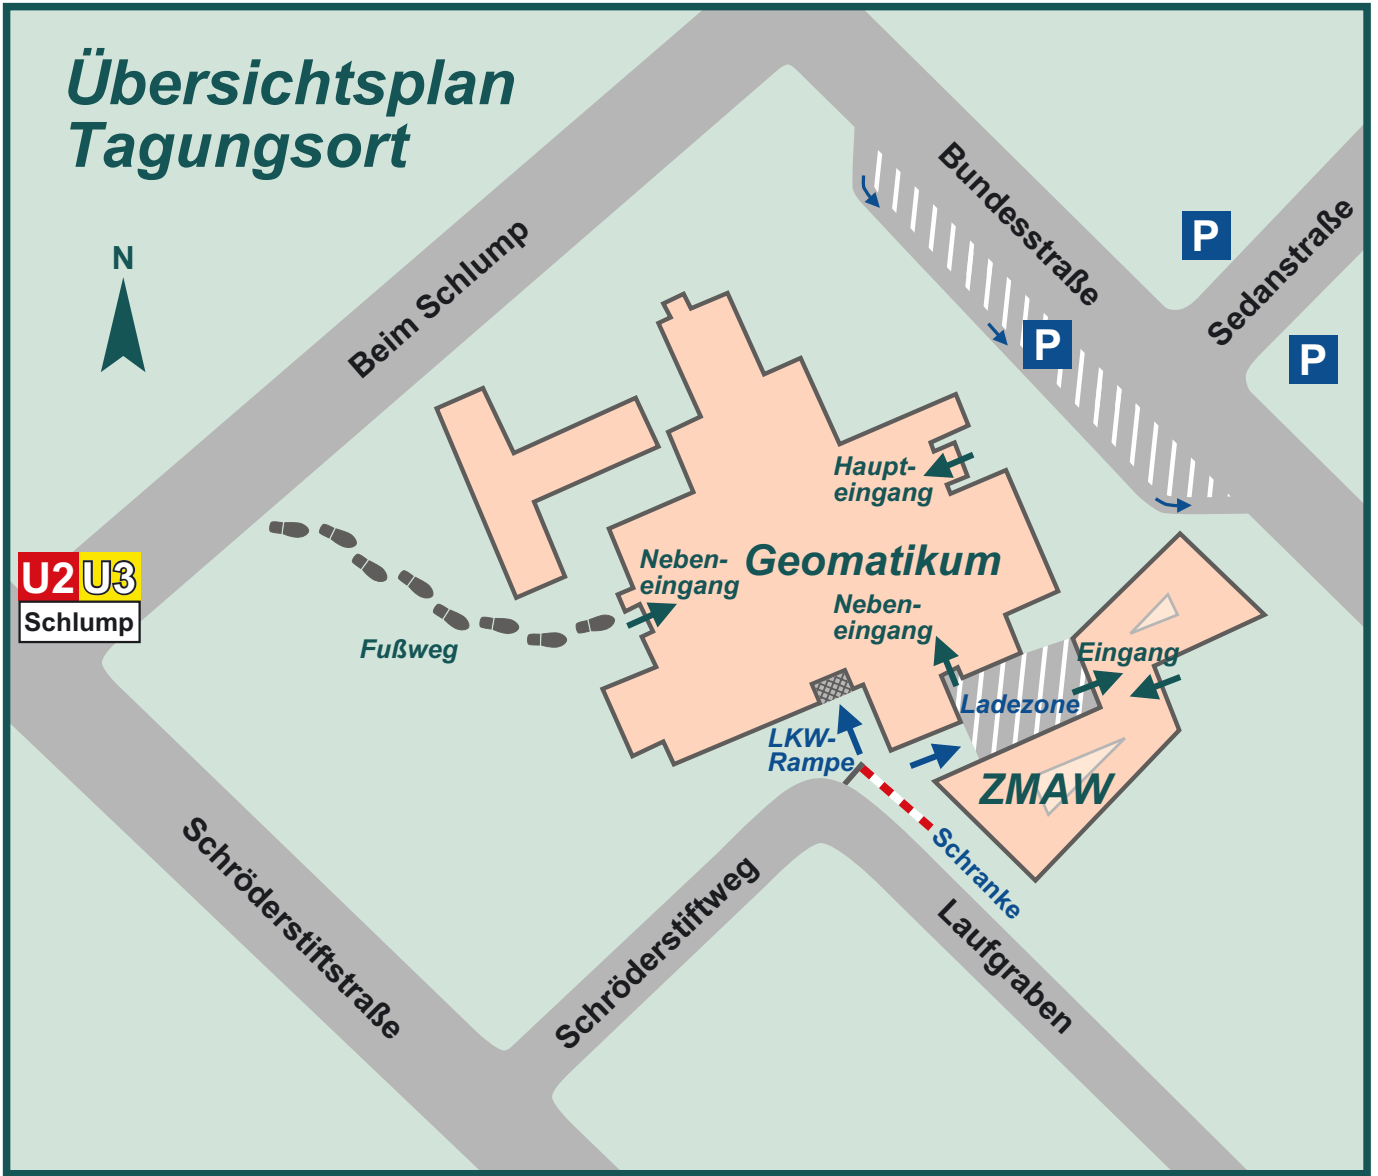 Übersichtsplan
Tagungsort
N
Beim Schlump
Bundesstraße
Sedanstraße
P
P
P
Haupt-
eingang
Geomatikum
Neben-
eingang
Neben-
eingang
U2 U3
Schlump
Fußweg
Eingang
Ladezone
LKW-
Rampe
ZMAW
Schranke
Schröderstiftstraße
Schröderstiftweg
Laufgraben